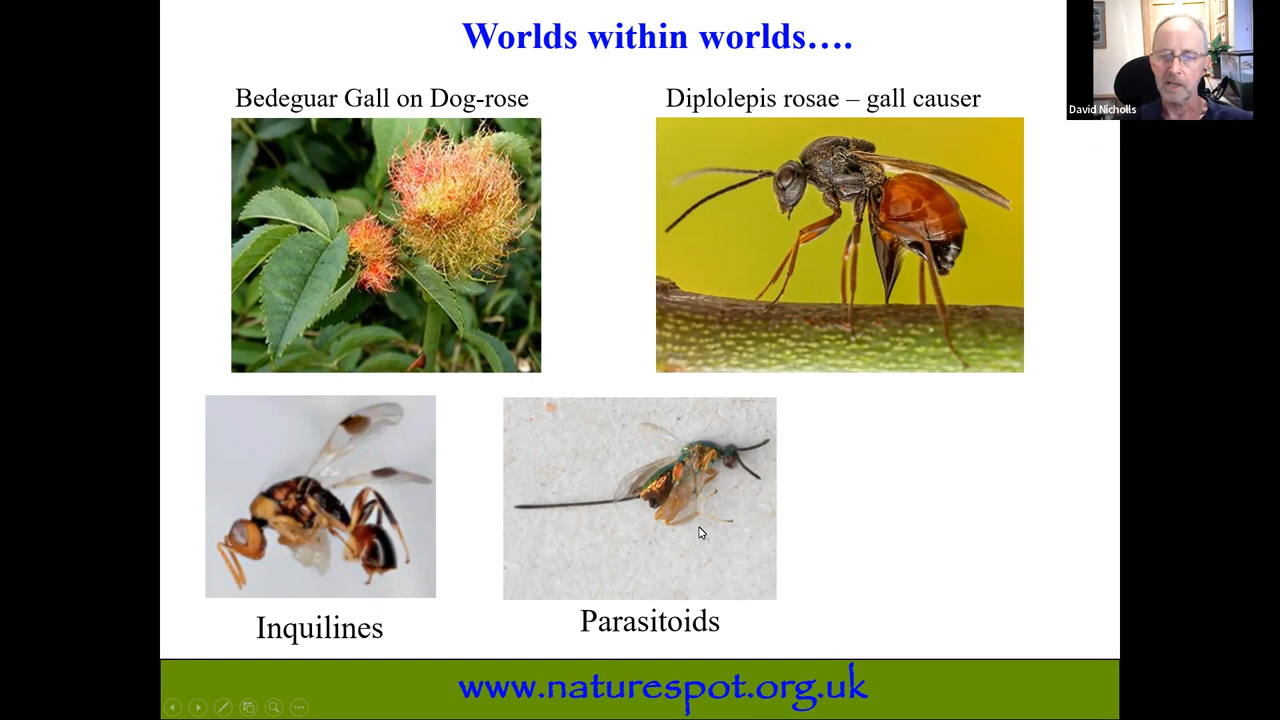 Worlds within worlds….
Bedeguar Gall on Dog-rose
Diplolepis rosae – gall causer
David Nicholls
Inquilines
Parasitoids
www.naturespot.org.uk